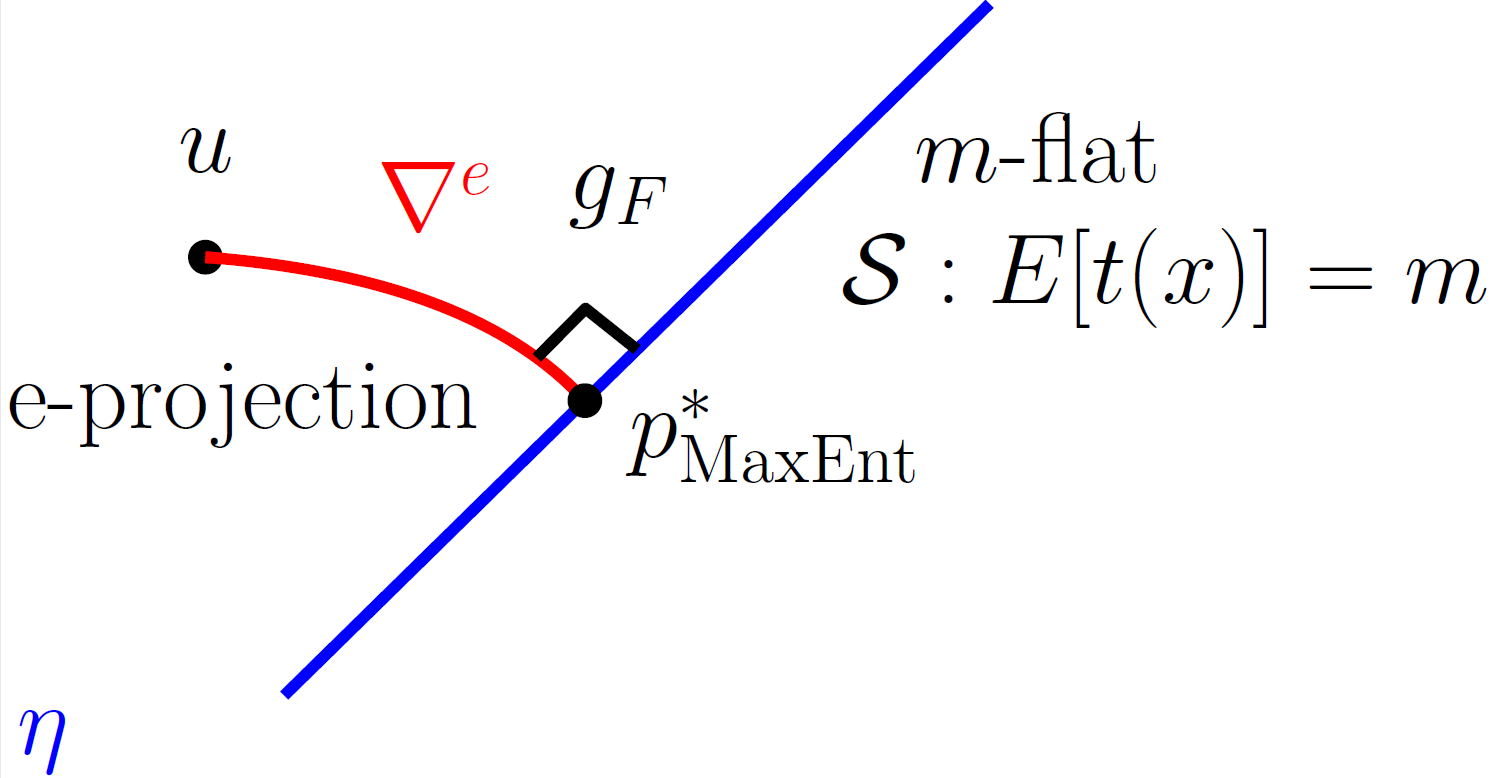 u
∇^e
g_F
m-flat
S : E[t(x)] = m
e-projection
p^*_MaxEnt
η